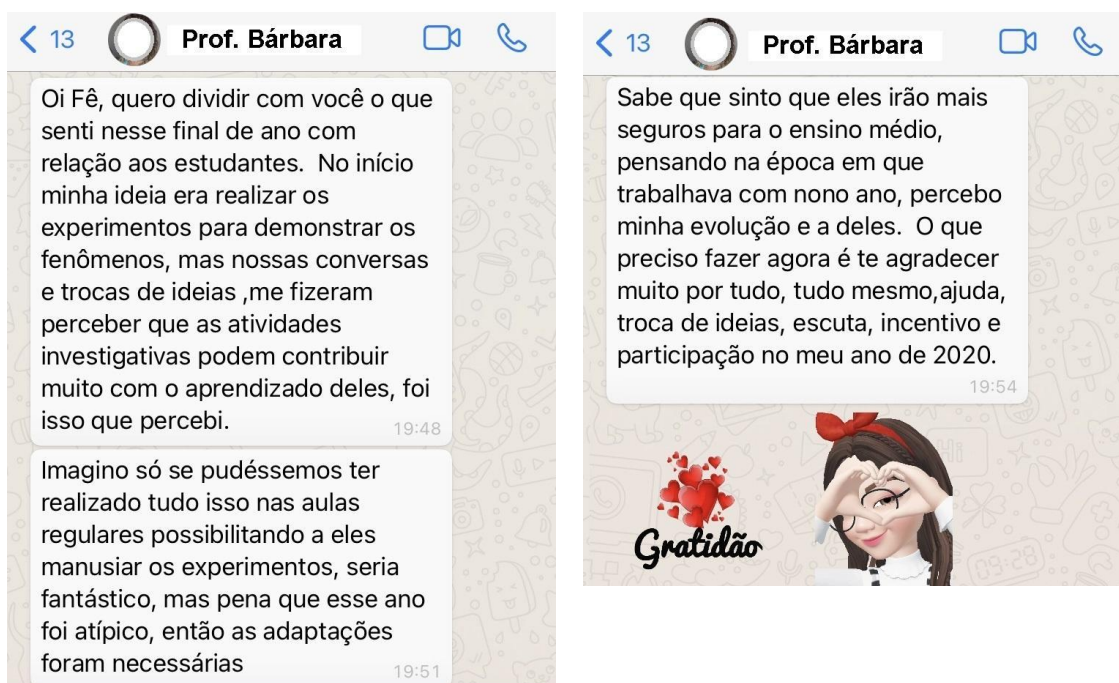 13
Prof. Bárbara
Oi Fê, quero dividir com você o que
senti nesse final de ano com
relação aos estudantes.  No início
minha ideia era realizar os
experimentos para demonstrar os
fenômenos, mas nossas conversas
e trocas de ideias ,me fizeram
perceber que as atividades
investigativas podem contribuir
muito com o aprendizado deles, foi
isso que percebi.
19:48
Imagino só se pudéssemos ter
realizado tudo isso nas aulas
regulares possibilitando a eles
manusiar os experimentos, seria
fantástico, mas pena que esse ano
foi atípico, então as adaptações
foram necessárias
19:51
13
Prof. Bárbara
Sabe que sinto que eles irão mais
seguros para o ensino médio,
pensando na época em que
trabalhava com nono ano, percebo
minha evolução e a deles.  O que
preciso fazer agora é te agradecer
muito por tudo, tudo mesmo,ajuda,
troca de ideias, escuta, incentivo e
participação no meu ano de 2020.
19:54
Gratidão
Hi
09:28